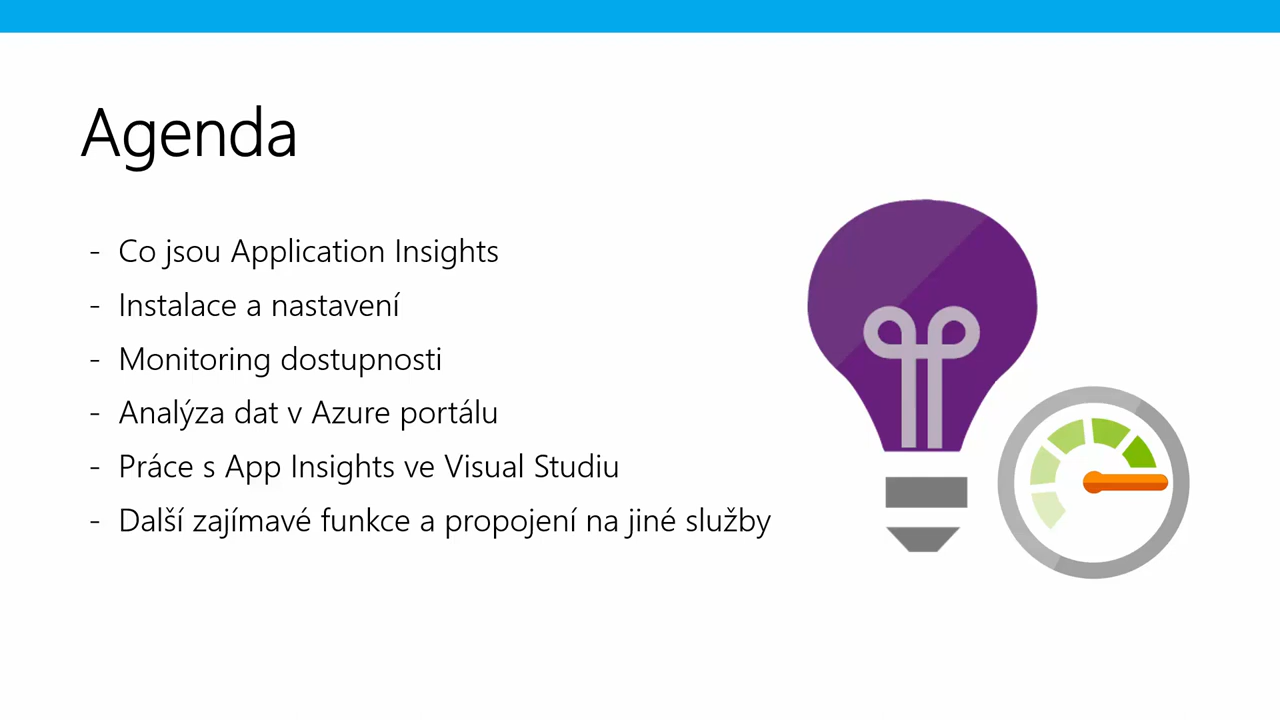 Agenda
- Co jsou Application Insights
- Instalace a nastavení
- Monitoring dostupnosti
- Analýza dat v Azure portálu
- Práce s App Insights ve Visual Studiu
- Další zajímavé funkce a propojení na jiné služby